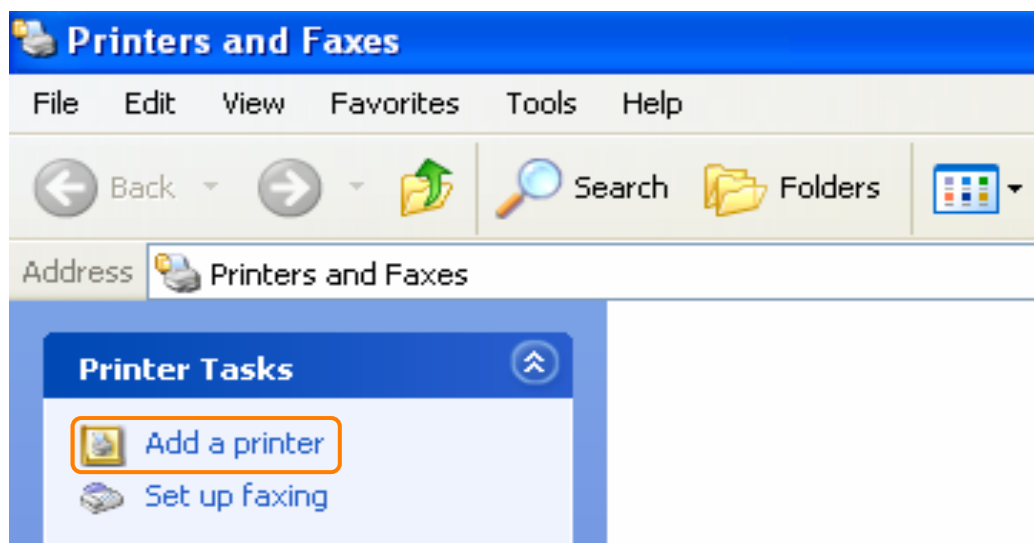 Printers and Faxes
File Edit View Favorites Tools Help
Back Search Folders
Address Printers and Faxes
Printer Tasks
Add a printer
Set up faxing